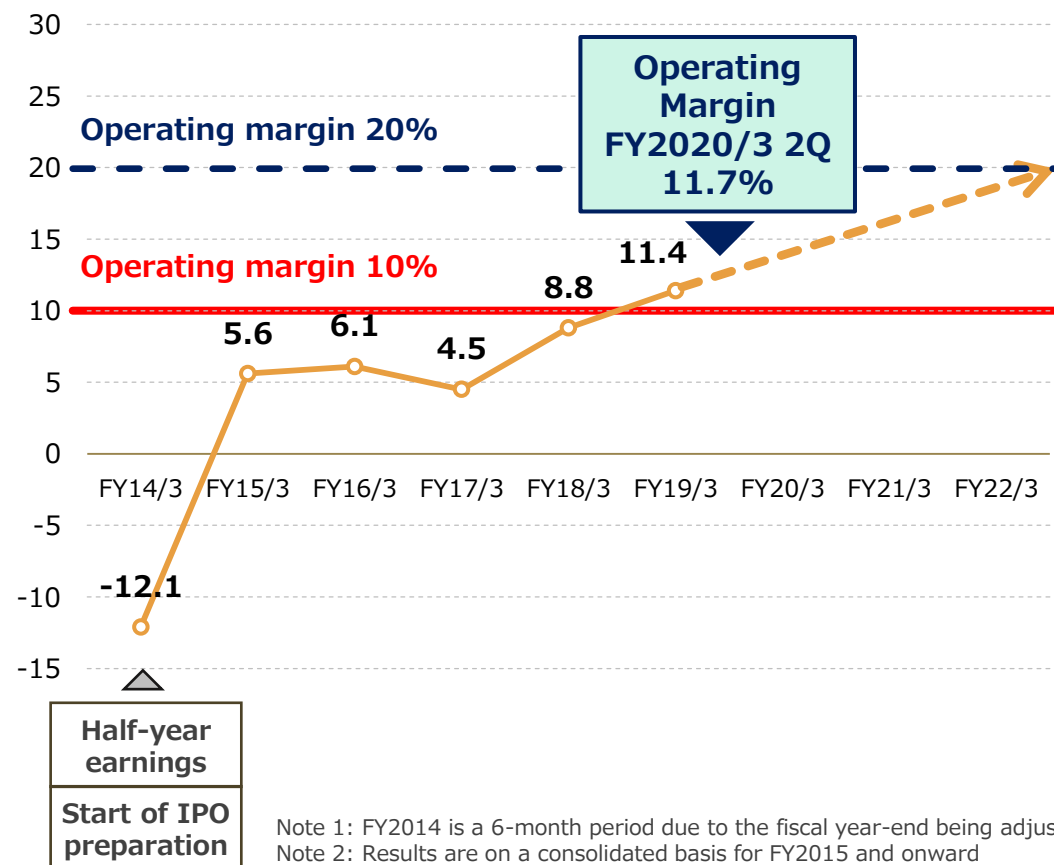 30
25
20
15
10
5
0
-5
-10
-15
Operating margin 20%
Operating
Margin
FY2020/3 2Q
11.7%
Operating margin 10%
-12.1
5.6
6.1
4.5
8.8
11.4
FY14/3 FY15/3 FY16/3 FY17/3 FY18/3 FY19/3 FY20/3 FY21/3 FY22/3
Half-year
earnings
Start of IPO
preparation
Note 1: FY2014 is a 6-month period due to the fiscal year-end being adjus
Note 2: Results are on a consolidated basis for FY2015 and onward